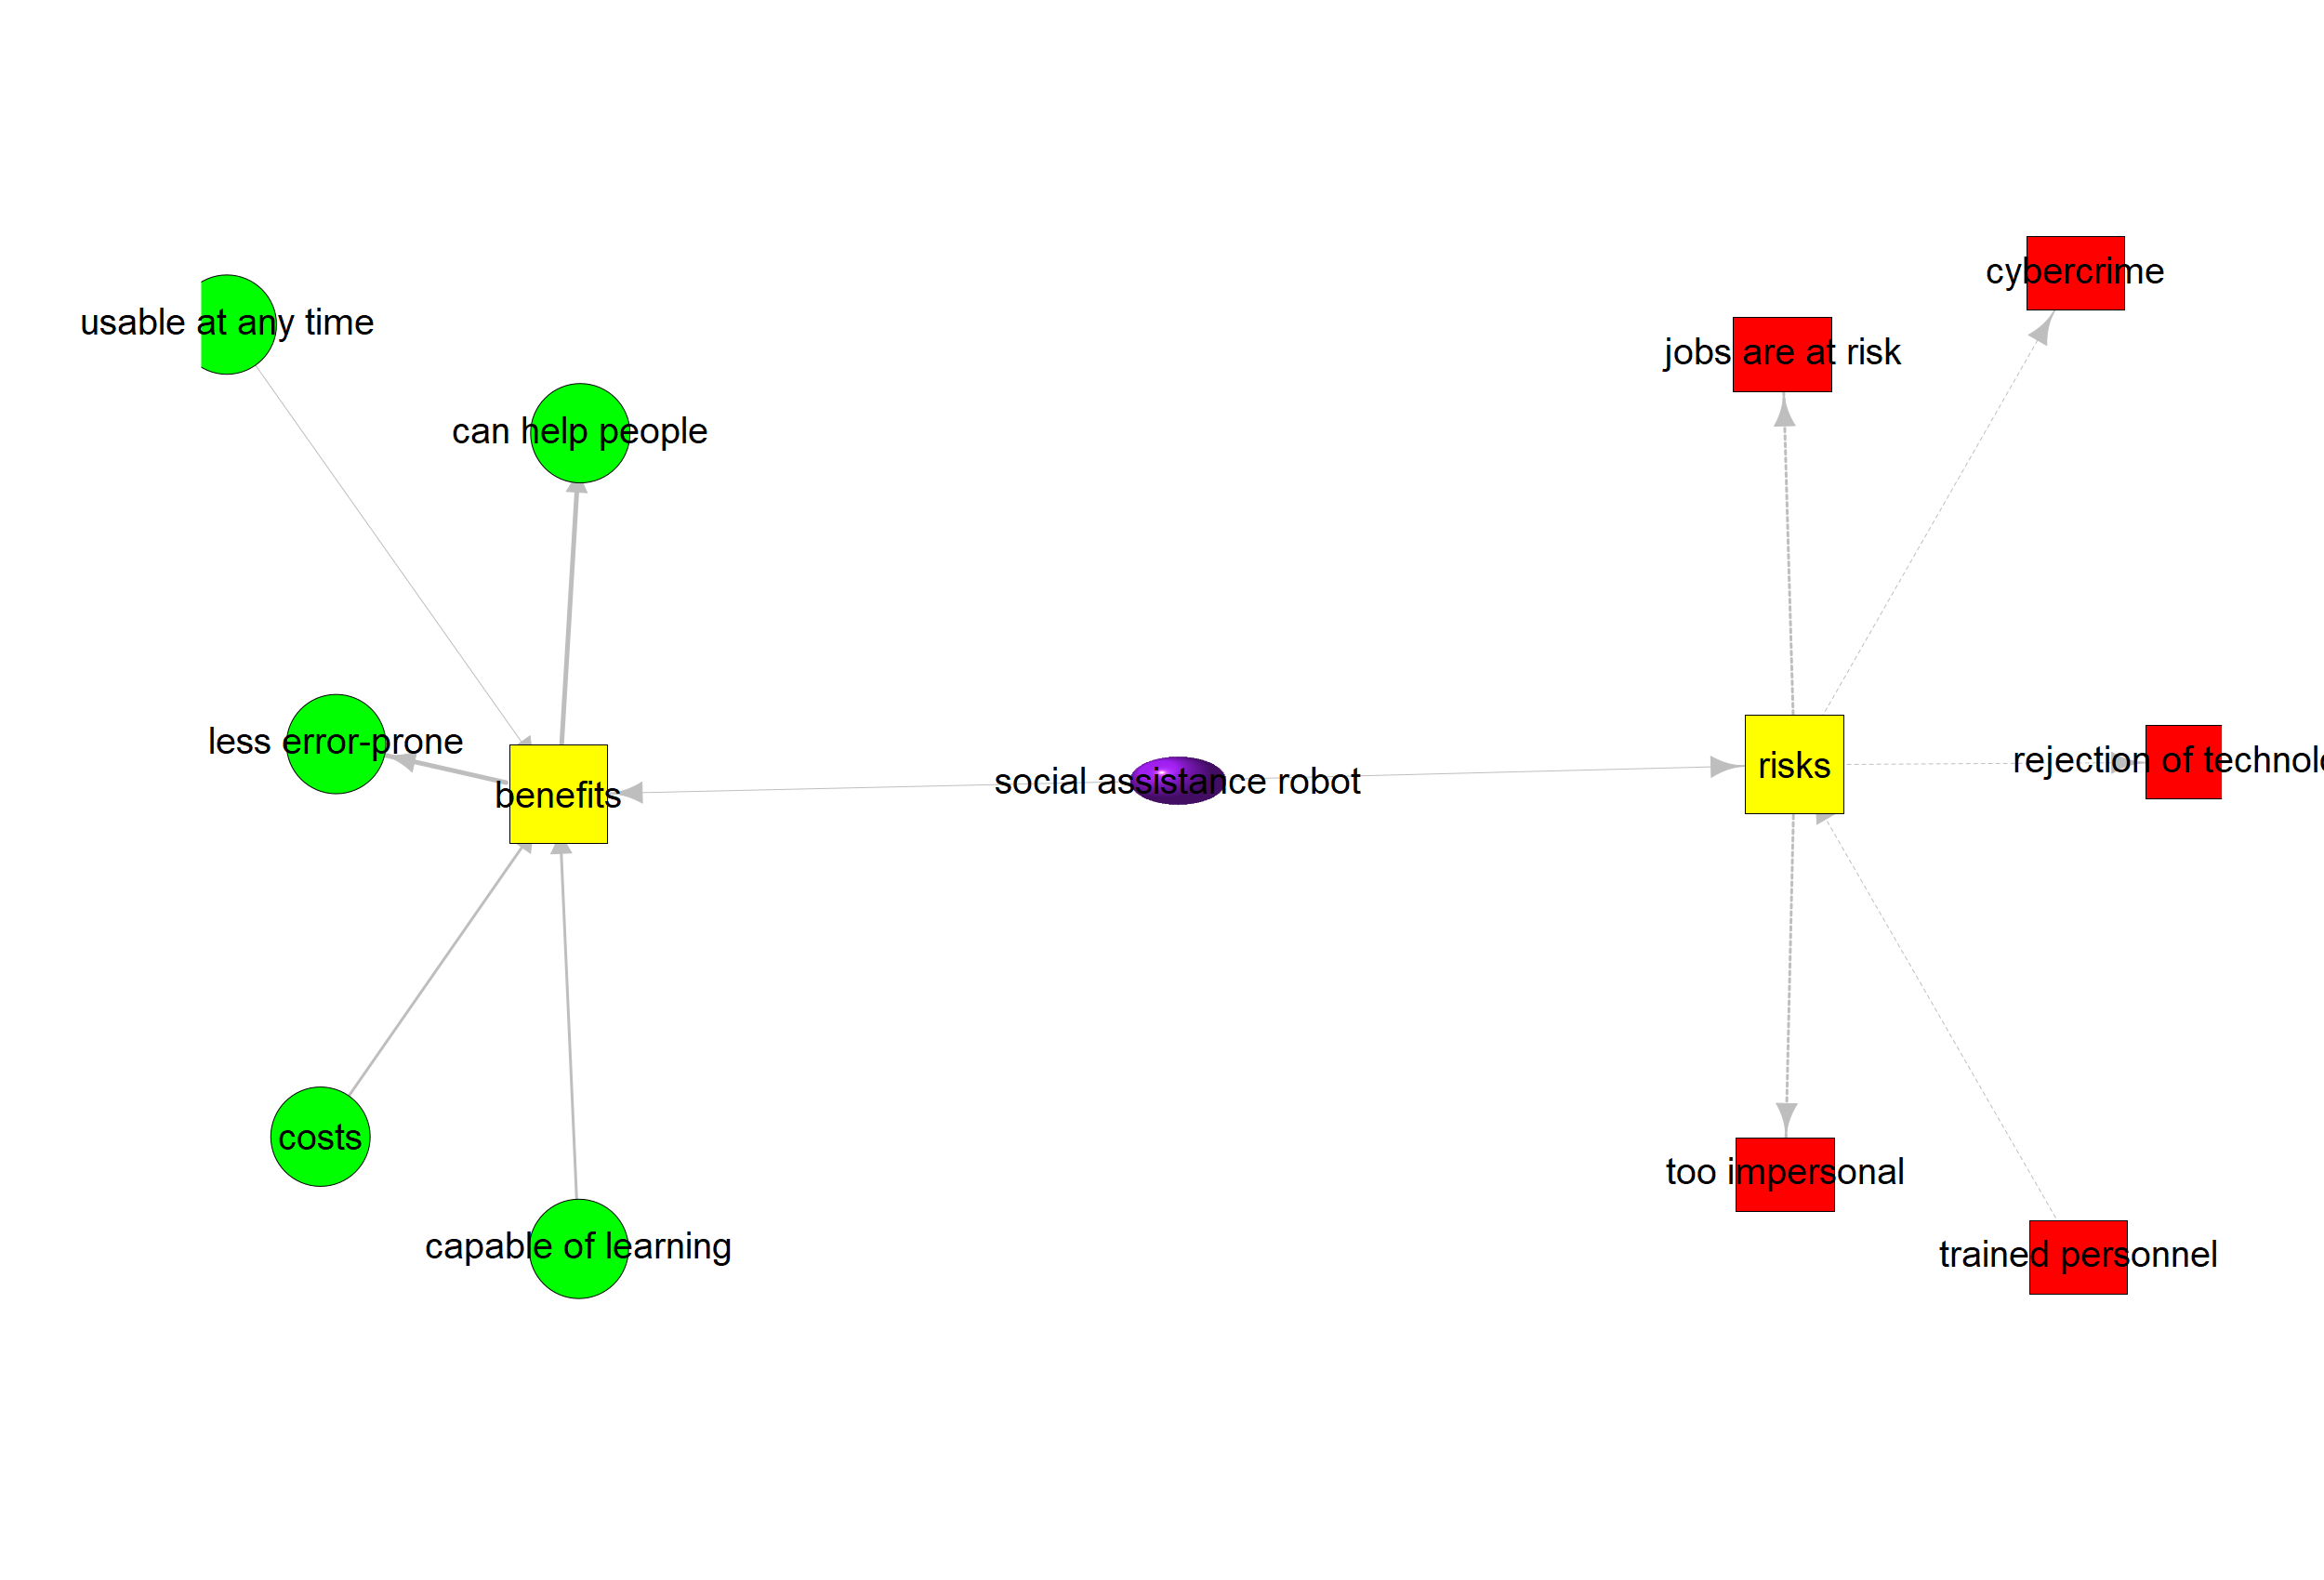 cybercrime
usable at any time
jobs are at risk
can help people
less error-prone
benefits
social assistance robot
risks
rejection of technol
costs
too impersonal
capable of learning
trained personnel